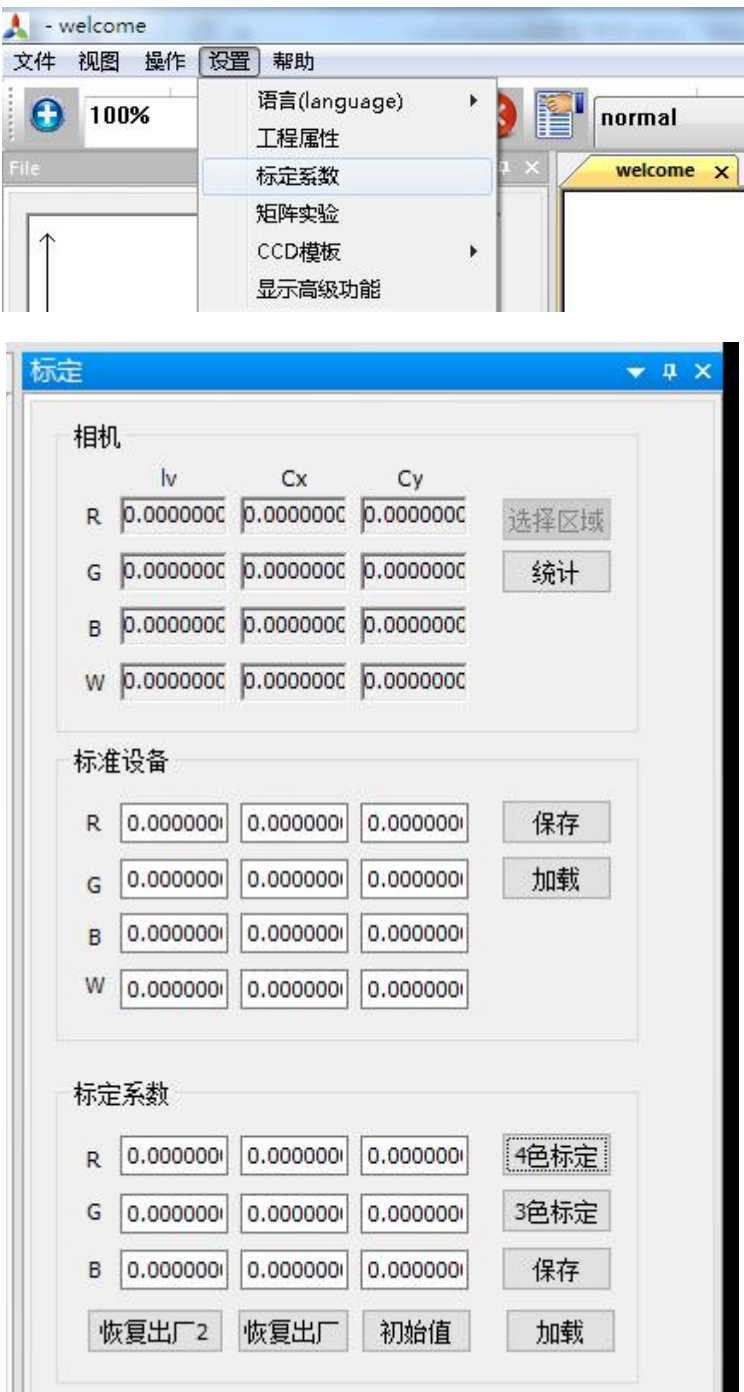 - welcome
文件 视图 操作 设置 帮助
100% 语言(language) normal
工程属性
File 标定系数 welcome x
矩阵实验
CCD模板
显示高级功能
标定
相机
lv Cx Cy
R 0.0000000 0.0000000 0.0000000 选择区域
G 0.0000000 0.0000000 0.0000000 统计
B 0.0000000 0.0000000 0.0000000
W 0.0000000 0.0000000 0.0000000
标准设备
R 0.000000 0.000000 0.000000 保存
G 0.000000 0.000000 0.000000 加载
B 0.000000 0.000000 0.000000
W 0.000000 0.000000 0.000000
标定系数
R 0.000000 0.000000 0.000000 4色标定
G 0.000000 0.000000 0.000000 3色标定
B 0.000000 0.000000 0.000000 保存
恢复出厂2 恢复出厂 初始值 加载